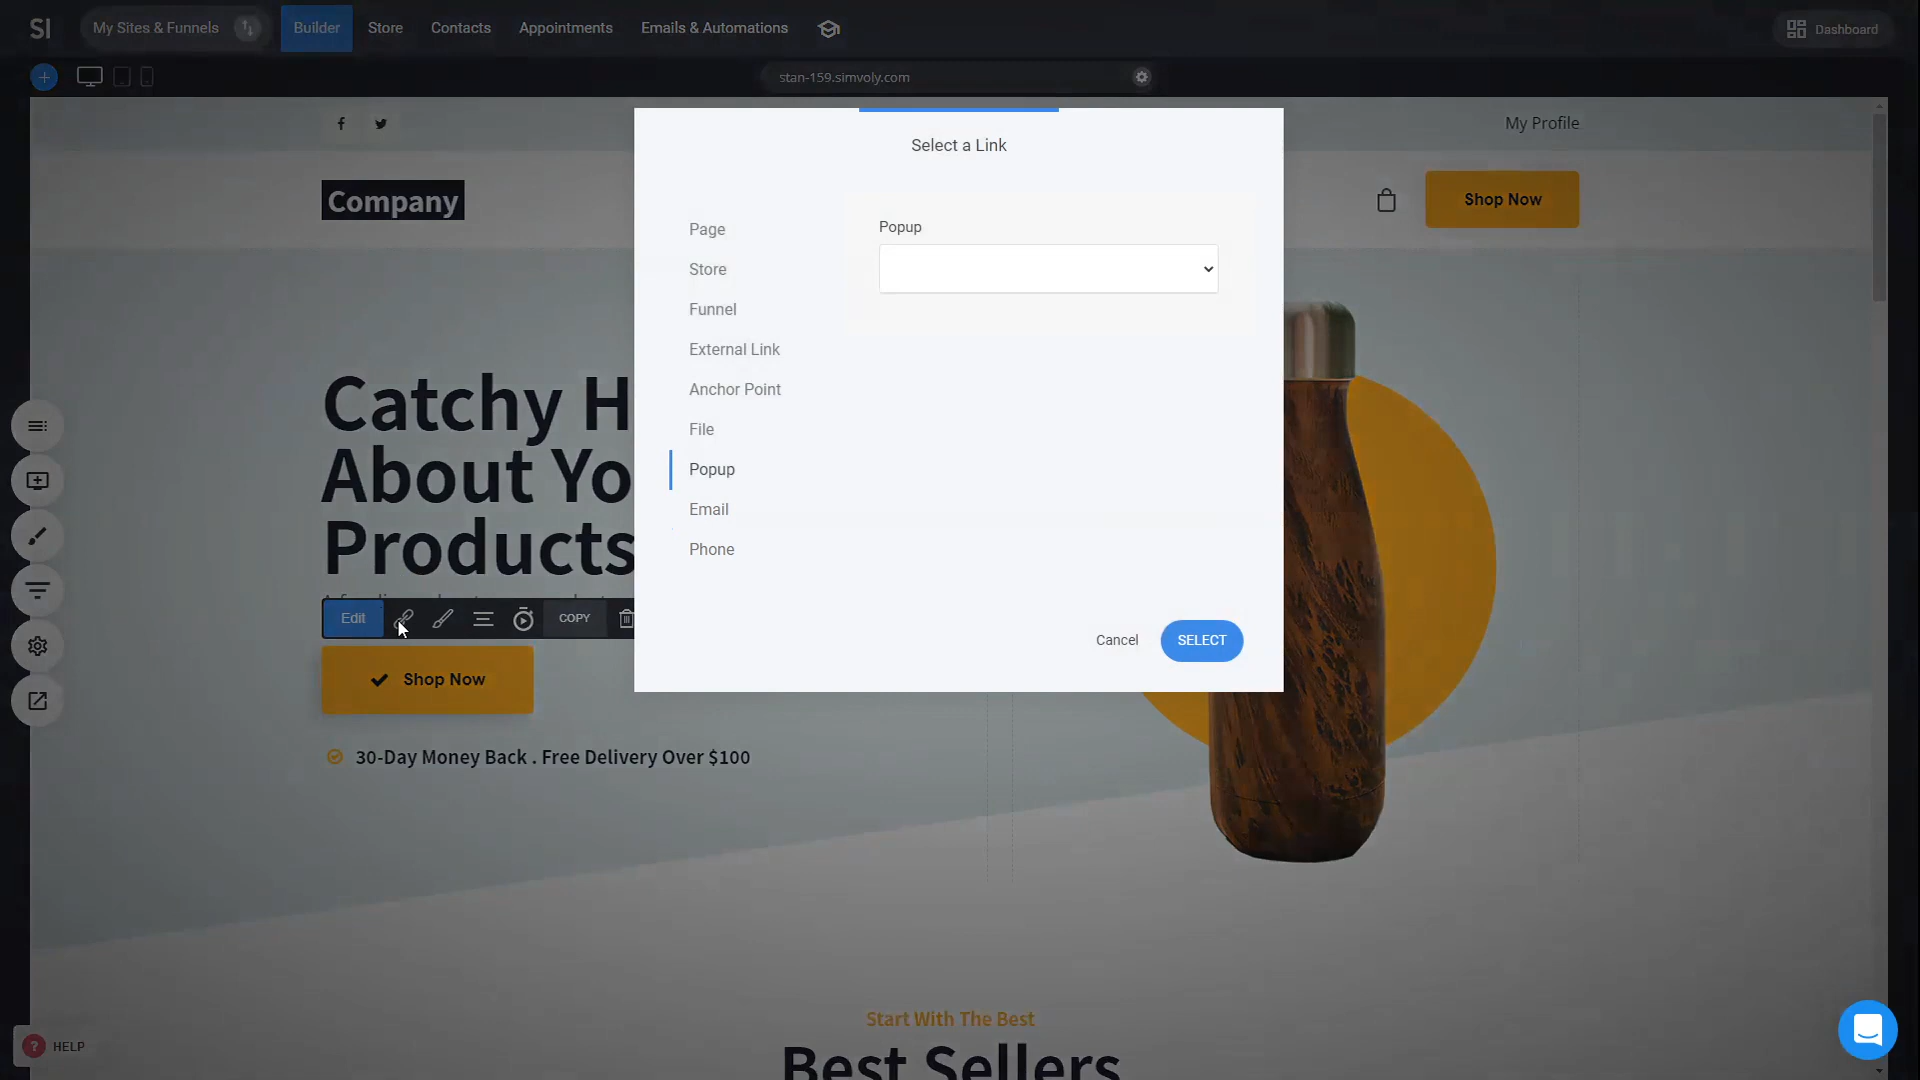 SI My Sites & Funnels Builder Store Contacts Appointments Emails & Automations Dashboard
stan-159.simvoly.com
My Profile
Company
Shop Now
Select a Link
Page
Store
Funnel
External Link
Anchor Point
File
Popup
Email
Phone
Popup
Cancel SELECT
Catchy H
About Yo
Products
Edit COPY
Shop Now
30-Day Money Back . Free Delivery Over $100
Start With The Best
Best Sellers
? HELP